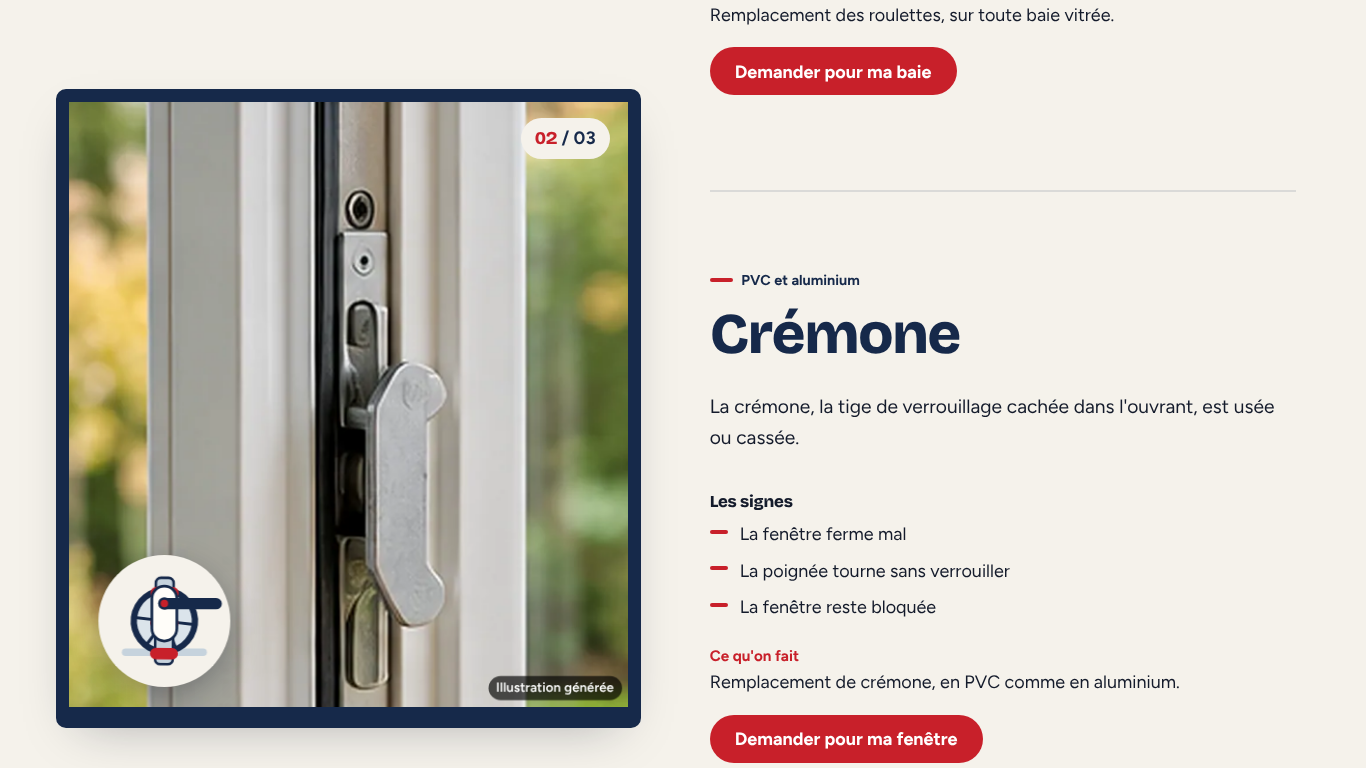 Remplacement des roulettes, sur toute baie vitrée.
Demander pour ma baie
02 / 03
PVC et aluminium
Crémone
La crémone, la tige de verrouillage cachée dans l'ouvrant, est usée
ou cassée.
Les signes
La fenêtre ferme mal
La poignée tourne sans verrouiller
La fenêtre reste bloquée
Ce qu'on fait
Remplacement de crémone, en PVC comme en aluminium.
Illustration générée
Demander pour ma fenêtre